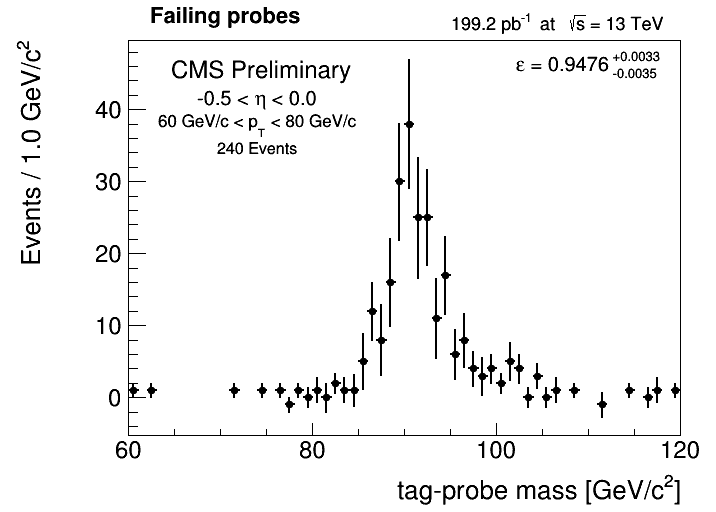 Failing probes
199.2 pb⁻¹ at √s = 13 TeV
CMS Preliminary
-0.5 < η < 0.0
60 GeV/c < p_T < 80 GeV/c
240 Events
ε = 0.9476 +0.0033 -0.0035
Events / 1.0 GeV/c²
40
30
20
10
0
60 80 100 120
tag-probe mass [GeV/c²]